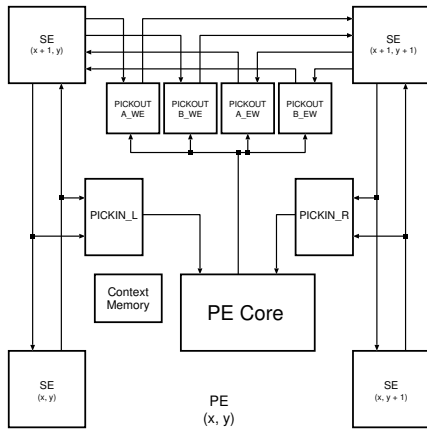 SE
(x + 1, y)
SE
(x + 1, y + 1)
PICKOUT
A_WE
PICKOUT
B_WE
PICKOUT
A_EW
PICKOUT
B_EW
PICKIN_L
PICKIN_R
Context
Memory
PE Core
SE
(x, y)
PE
(x, y)
SE
(x, y + 1)